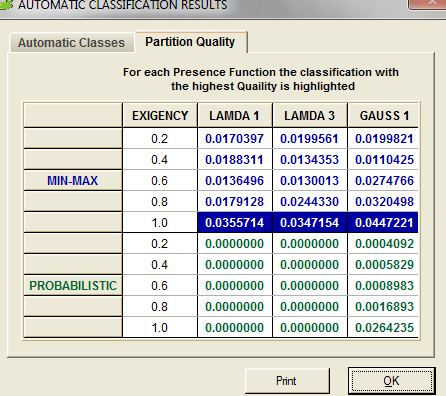 AUTOMATIC CLASSIFICATION RESULTS
Automatic Classes Partition Quality
For each Presence Function the classification with
the highest Quaility is highlighted
EXIGENCY LAMDA 1 LAMDA 3 GAUSS 1
0.2 0.0170397 0.0199561 0.0199821
0.4 0.0188311 0.0134353 0.0110425
MIN-MAX 0.6 0.0136496 0.0130013 0.0274766
0.8 0.0179128 0.0244330 0.0320498
1.0 0.0355714 0.0347154 0.0447221
0.2 0.0000000 0.0000000 0.0004092
0.4 0.0000000 0.0000000 0.0005829
PROBABILISTIC 0.6 0.0000000 0.0000000 0.0008983
0.8 0.0000000 0.0000000 0.0016893
1.0 0.0000000 0.0000000 0.0264235
Print OK